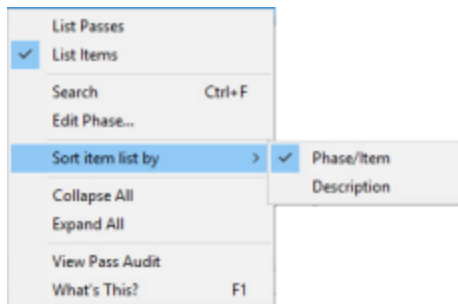 List Passes
List Items
Search Ctrl+F
Edit Phase...
Sort item list by
Phase/Item
Description
Collapse All
Expand All
View Pass Audit
What's This? F1